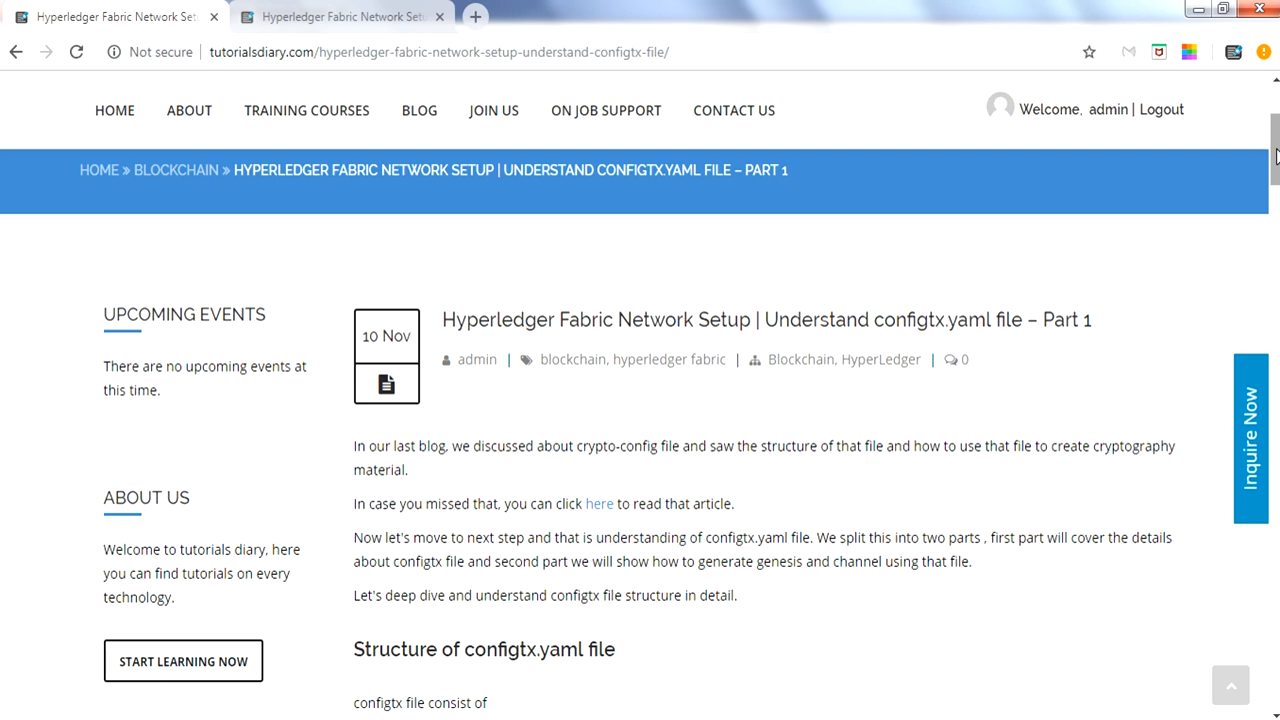 Hyperledger Fabric Network Set
Hyperledger Fabric Network Set
Not secure
tutorialsdiary.com/hyperledger-fabric-network-setup-understand-configtx-file/
HOME ABOUT TRAINING COURSES BLOG JOIN US ON JOB SUPPORT CONTACT US
Welcome, admin | Logout
HOME » BLOCKCHAIN » HYPERLEDGER FABRIC NETWORK SETUP | UNDERSTAND CONFIGTX.YAML FILE – PART 1
UPCOMING EVENTS
There are no upcoming events at
this time.
ABOUT US
Welcome to tutorials diary, here
you can find tutorials on every
technology.
START LEARNING NOW
10 Nov
Hyperledger Fabric Network Setup | Understand configtx.yaml file – Part 1
admin | blockchain, hyperledger fabric | Blockchain, HyperLedger | 0
In our last blog, we discussed about crypto-config file and saw the structure of that file and how to use that file to create cryptography
material.
In case you missed that, you can click here to read that article.
Now let's move to next step and that is understanding of configtx.yaml file. We split this into two parts , first part will cover the details
about configtx file and second part we will show how to generate genesis and channel using that file.
Let's deep dive and understand configtx file structure in detail.
Structure of configtx.yaml file
configtx file consist of
Inquire Now